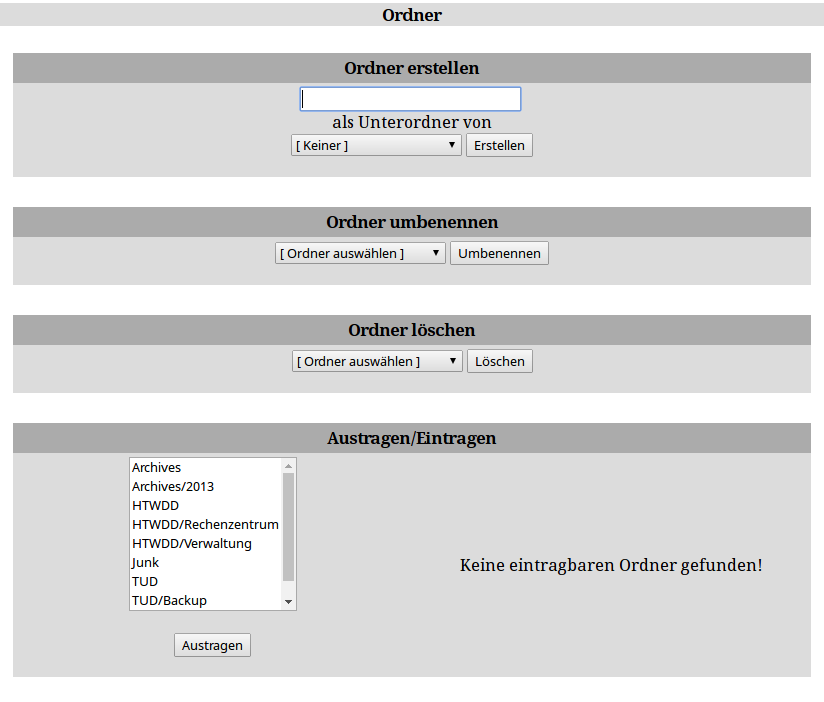 Ordner
Ordner erstellen
als Unterordner von
[ Keiner ] Erstellen
Ordner umbenennen
[ Ordner auswählen ] Umbenennen
Ordner löschen
[ Ordner auswählen ] Löschen
Austragen/Eintragen
Archives
Archives/2013
HTWDD
HTWDD/Rechenzentrum
HTWDD/Verwaltung
Junk
TUD
TUD/Backup
Austragen
Keine eintragbaren Ordner gefunden!